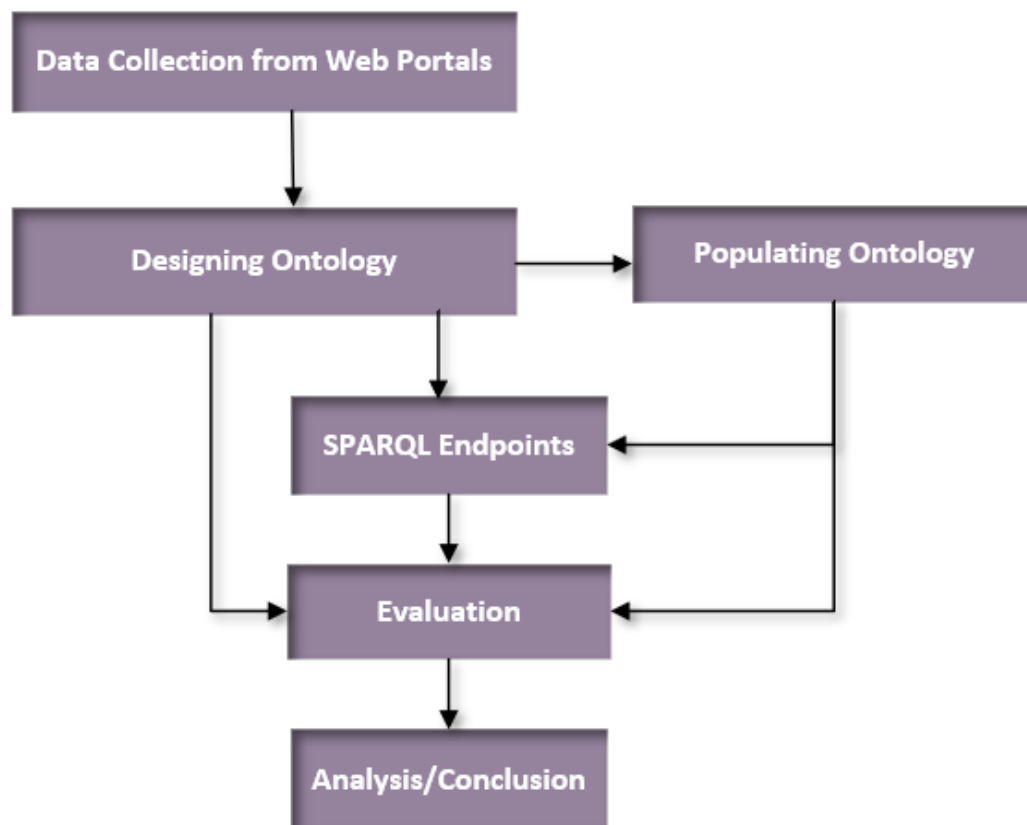 Data Collection from Web Portals
Designing Ontology
Populating Ontology
SPARQL Endpoints
Evaluation
Analysis/Conclusion